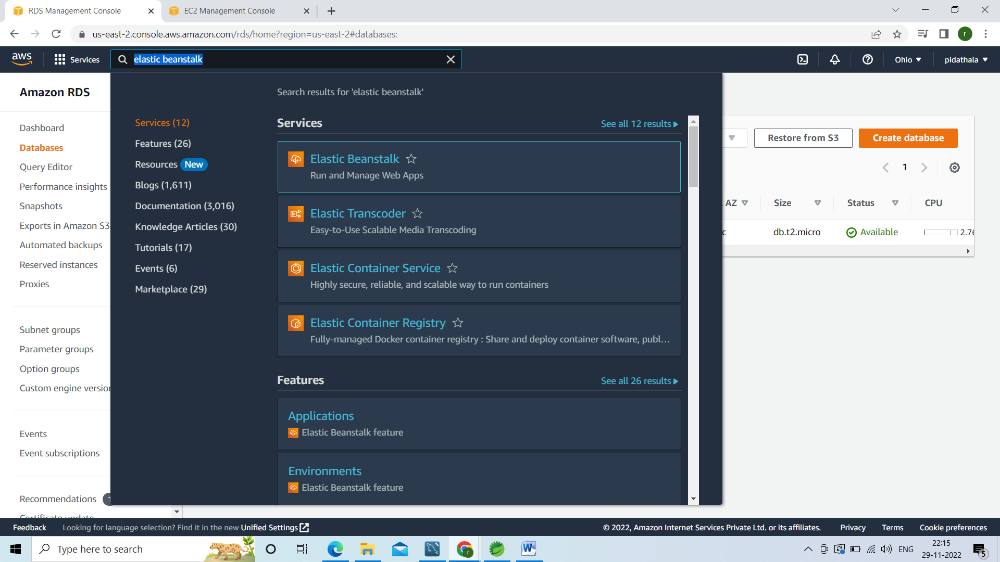 RDS Management Console
EC2 Management Console
us-east-2.console.aws.amazon.com/rds/home?region=us-east-2#databases:
r
aws
Services
elastic beanstalk
Ohio
pidathala
Amazon RDS
Dashboard
Databases
Query Editor
Performance insights
Snapshots
Exports in Amazon S3
Automated backups
Reserved instances
Proxies
Subnet groups
Parameter groups
Option groups
Custom engine version
Events
Event subscriptions
Recommendations 1
Certificate update
Search results for 'elastic beanstalk'
Services (12)
Features (26)
Resources New
Blogs (1,611)
Documentation (3,016)
Knowledge Articles (30)
Tutorials (17)
Events (6)
Marketplace (29)
Services
See all 12 results
Elastic Beanstalk
Run and Manage Web Apps
Elastic Transcoder
Easy-to-Use Scalable Media Transcoding
Elastic Container Service
Highly secure, reliable, and scalable way to run containers
Elastic Container Registry
Fully-managed Docker container registry : Share and deploy container software, publ...
Features
See all 26 results
Applications
Elastic Beanstalk feature
Environments
Elastic Beanstalk feature
Restore from S3
Create database
1
AZ
Size
Status
CPU
c
db.t2.micro
Available
2.76
Feedback
Looking for language selection? Find it in the new Unified Settings
© 2022, Amazon Internet Services Private Ltd. or its affiliates.
Privacy
Terms
Cookie preferences
Type here to search
r
W
ENG
22:15
29-11-2022
5